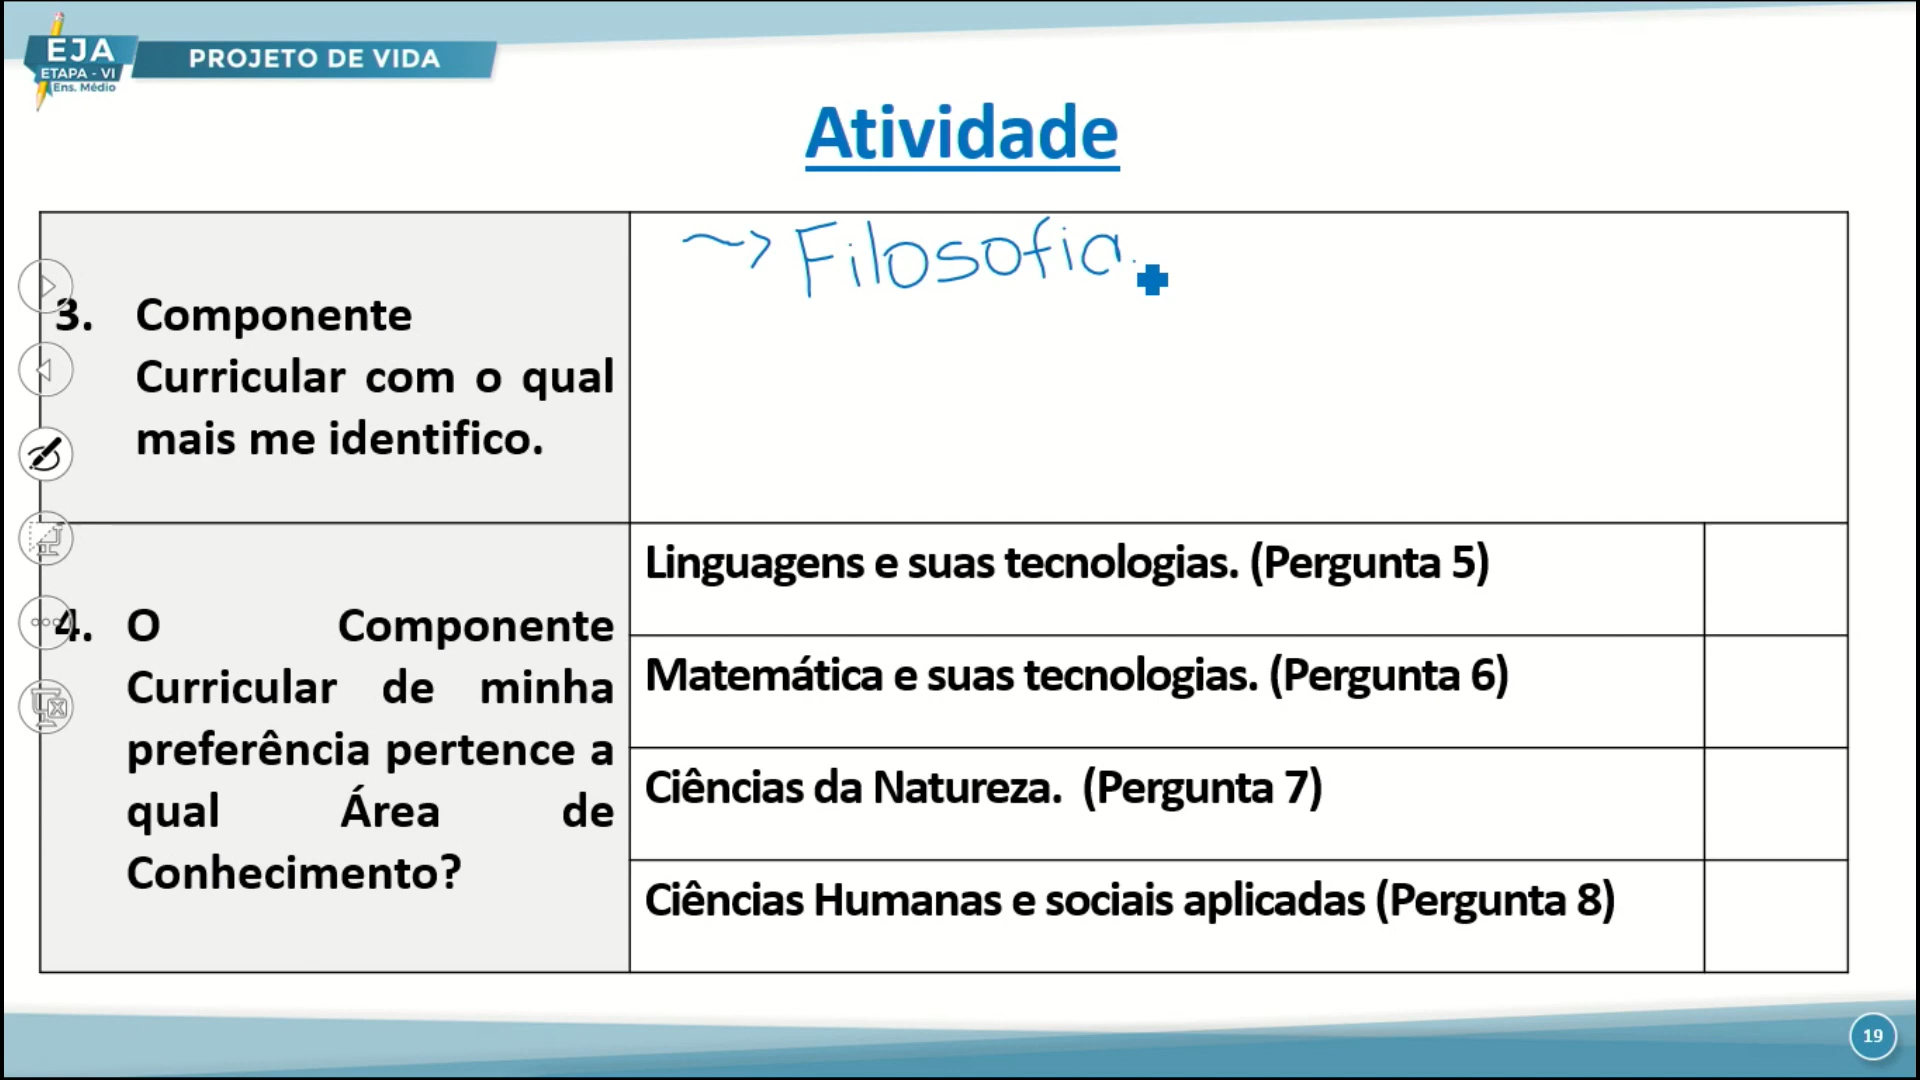 EJA
ETAPA - VI
Ens. Médio
PROJETO DE VIDA
Atividade
3. Componente
Curricular com o qual
mais me identifico.
~> Filosofia.
4. O Componente
Curricular de minha
preferência pertence a
qual Área de
Conhecimento?
Linguagens e suas tecnologias. (Pergunta 5)
Matemática e suas tecnologias. (Pergunta 6)
Ciências da Natureza. (Pergunta 7)
Ciências Humanas e sociais aplicadas (Pergunta 8)
19